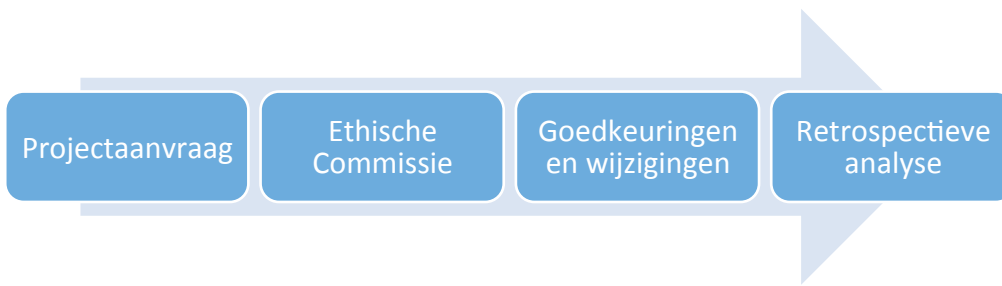 Projectaanvraag
Ethische
Commissie
Goedkeuringen
en wijzigingen
Retrospectieve
analyse